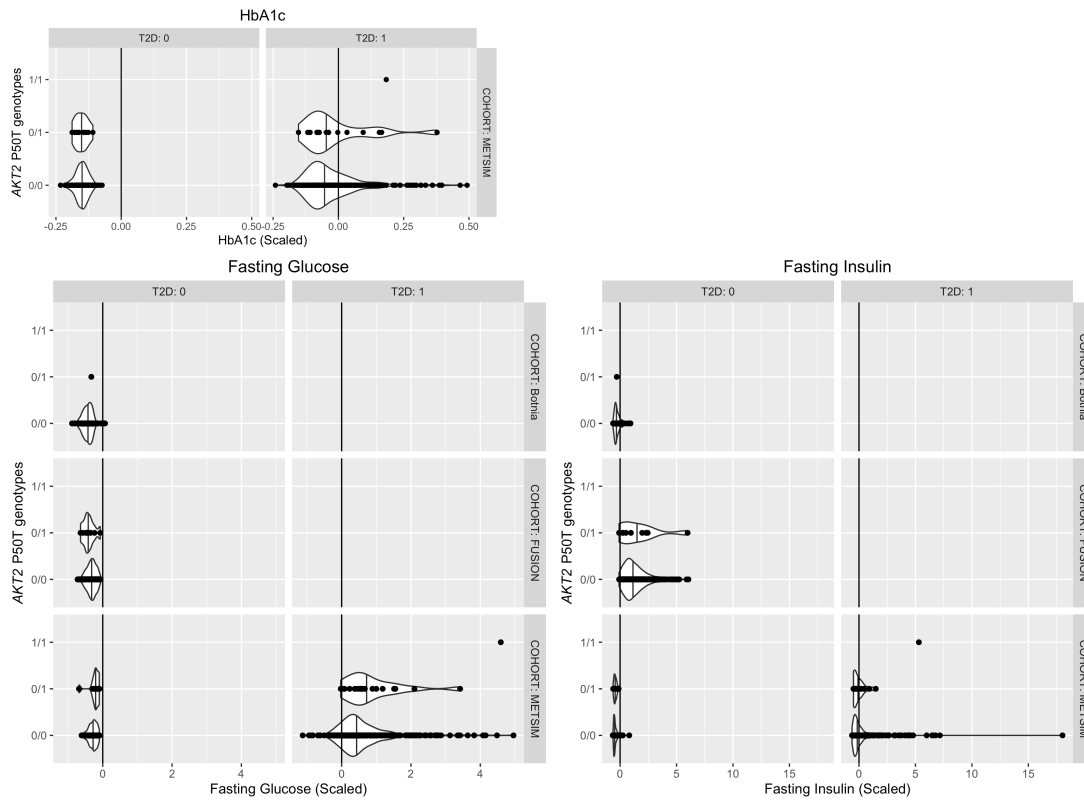 HbA1c
T2D: 0
T2D: 1
AKT2 P50T genotypes
1/1
0/1
0/0
COHORT: METSIM
-0.25 0.00 0.25 0.50 -0.25 0.00 0.25 0.50
HbA1c (Scaled)
Fasting Glucose
T2D: 0
T2D: 1
AKT2 P50T genotypes
1/1
0/1
0/0
COHORT: Botnia
1/1
0/1
0/0
COHORT: FUSION
1/1
0/1
0/0
COHORT: METSIM
0 2 4 0 2 4
Fasting Glucose (Scaled)
Fasting Insulin
T2D: 0
T2D: 1
AKT2 P50T genotypes
1/1
0/1
0/0
COHORT: Botnia
1/1
0/1
0/0
COHORT: FUSION
1/1
0/1
0/0
COHORT: METSIM
0 5 10 15 0 5 10 15
Fasting Insulin (Scaled)